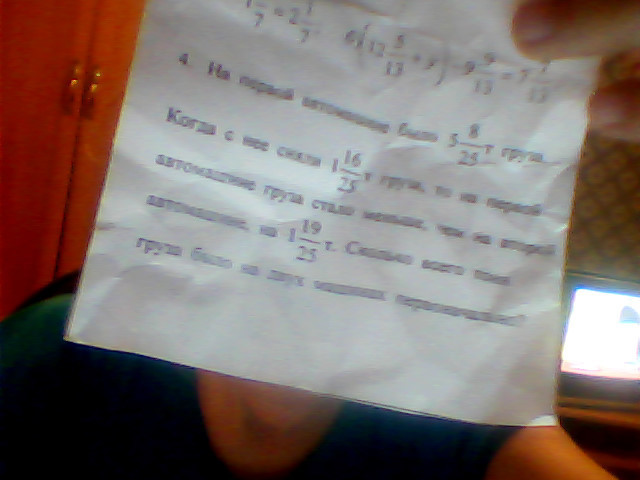 4. На первой автомашине было 5 8/25 т груза.
Когда с нее сняли 1 16/25 т груза, то на первой
автомашине груза стало меньше, чем на второй
автомашине, на 1 19/25 т. Сколько всего тонн
груза было на двух машинах первоначально?